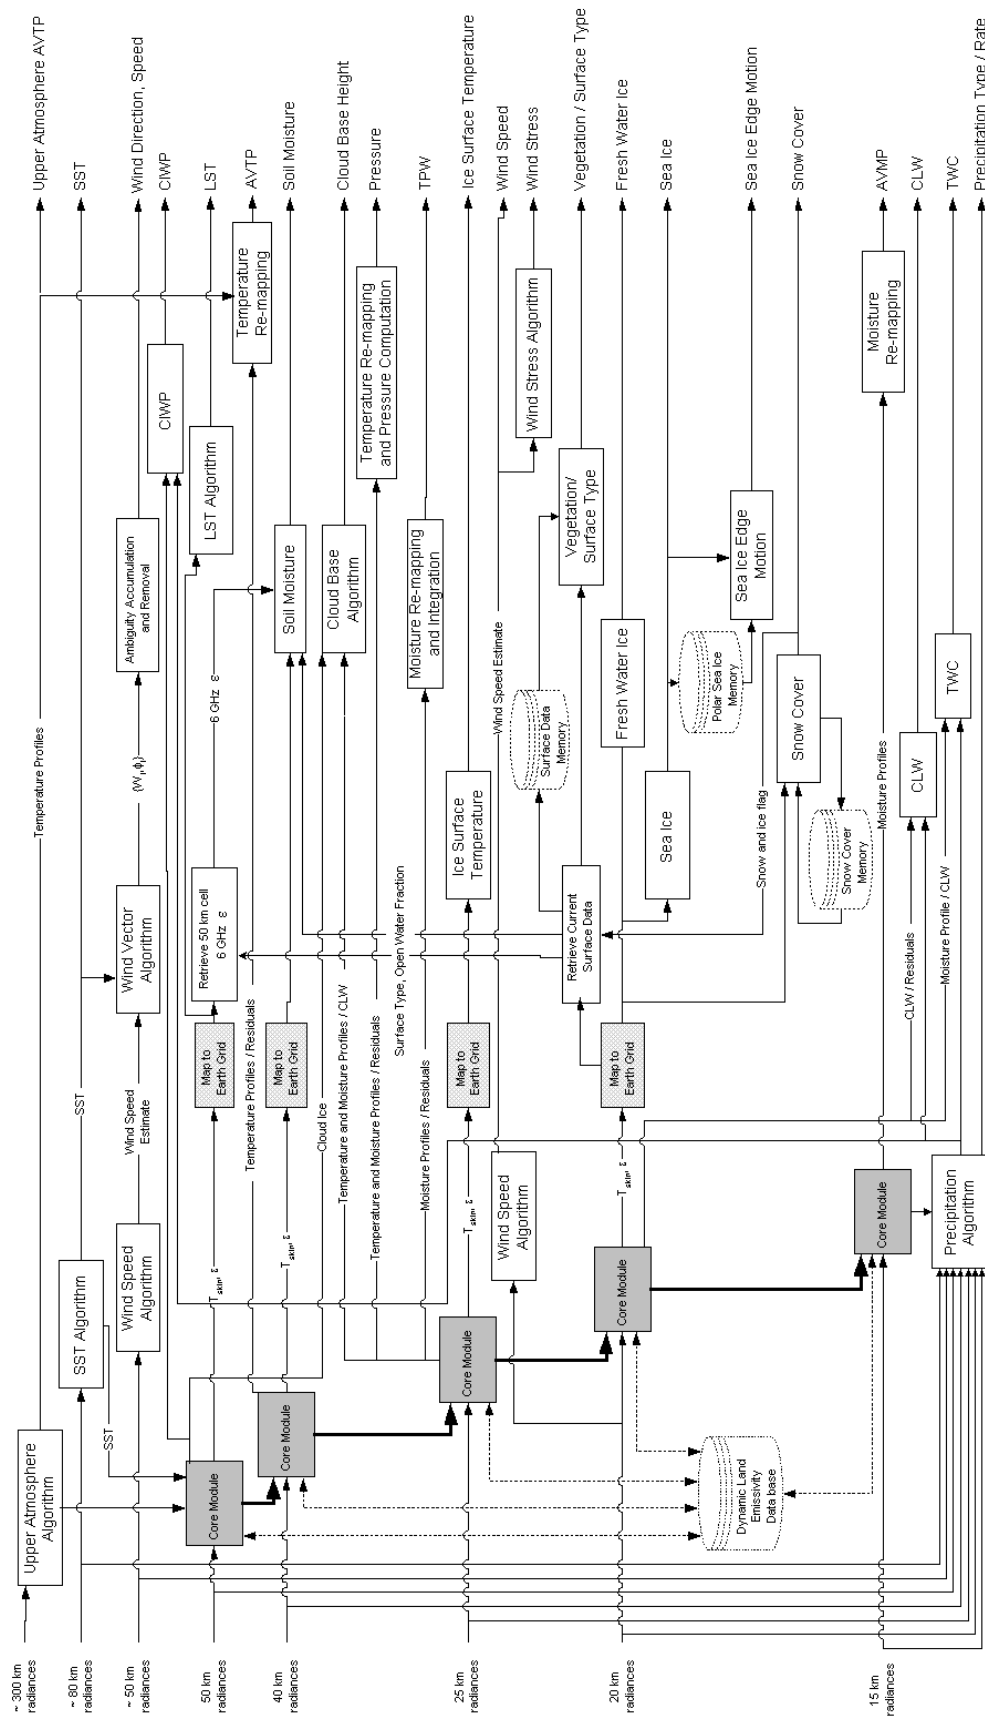 ~ 300 km
radiances
~ 80 km
radiances
~ 50 km
radiances
50 km
radiances
40 km
radiances
25 km
radiances
20 km
radiances
15 km
radiances
Upper Atmosphere
Algorithm
Temperature Profiles
Upper Atmosphere AVTP
SST Algorithm
SST
SST
SST
Wind Speed
Algorithm
Wind Speed
Estimate
Wind Vector
Algorithm
{Wᵢ,ϕᵢ}
Ambiguity Accumulation
and Removal
Wind Direction, Speed
CIWP
CIWP
Core Module
Tskin, ε
Map to
Earth Grid
Retrieve 50 km cell
6 GHz ε
6 GHz ε
LST Algorithm
LST
Temperature Profiles / Residuals
Temperature
Re-mapping
AVTP
Core Module
Tskin, ε
Map to
Earth Grid
Soil Moisture
Soil Moisture
Cloud Ice
Temperature and Moisture Profiles / CLW
Cloud Base
Algorithm
Cloud Base Height
Temperature and Moisture Profiles / Residuals
Temperature Re-mapping
and Pressure Computation
Pressure
Surface Type, Open Water Fraction
Moisture Profiles / Residuals
Moisture Re-mapping
and Integration
TPW
Core Module
Tskin, ε
Map to
Earth Grid
Ice Surface
Temperature
Ice Surface Temperature
Wind Speed
Algorithm
Wind Speed Estimate
Wind Speed
Wind Stress Algorithm
Wind Stress
Retrieve Current
Surface Data
Surface Data
Memory
Vegetation/
Surface Type
Vegetation / Surface Type
Core Module
Tskin, ε
Map to
Earth Grid
Fresh Water Ice
Fresh Water Ice
Sea Ice
Sea Ice
Polar Sea Ice
Memory
Sea Ice Edge
Motion
Sea Ice Edge Motion
Snow and ice flag
Snow Cover
Snow Cover
Snow Cover
Memory
Dynamic Land
Emissivity
Data base
Core Module
Moisture Profiles
Moisture
Re-mapping
AVMP
CLW / Residuals
CLW
CLW
Moisture Profile / CLW
TWC
TWC
Precipitation
Algorithm
Precipitation Type / Rate